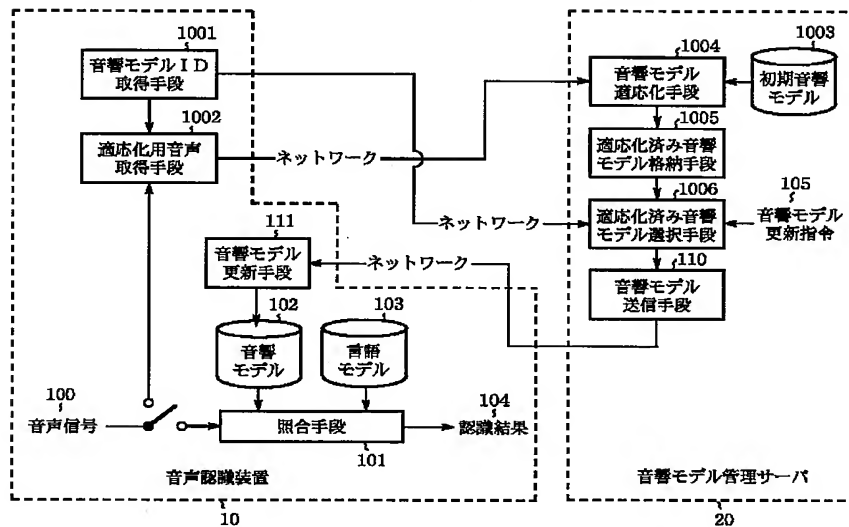 1001
音響モデルID
取得手段
1002
適応化用音声
取得手段
ネットワーク
1004
音響モデル
適応化手段
1003
初期音響
モデル
1005
適応化済み音響
モデル格納手段
1006
適応化済み音響
モデル選択手段
105
音響モデル
更新指令
ネットワーク
111
音響モデル
更新手段
ネットワーク
110
音響モデル
送信手段
102
音響
モデル
103
言語
モデル
100
音声信号
照合手段
101
104
認識結果
音声認識装置
10
音響モデル管理サーバ
20